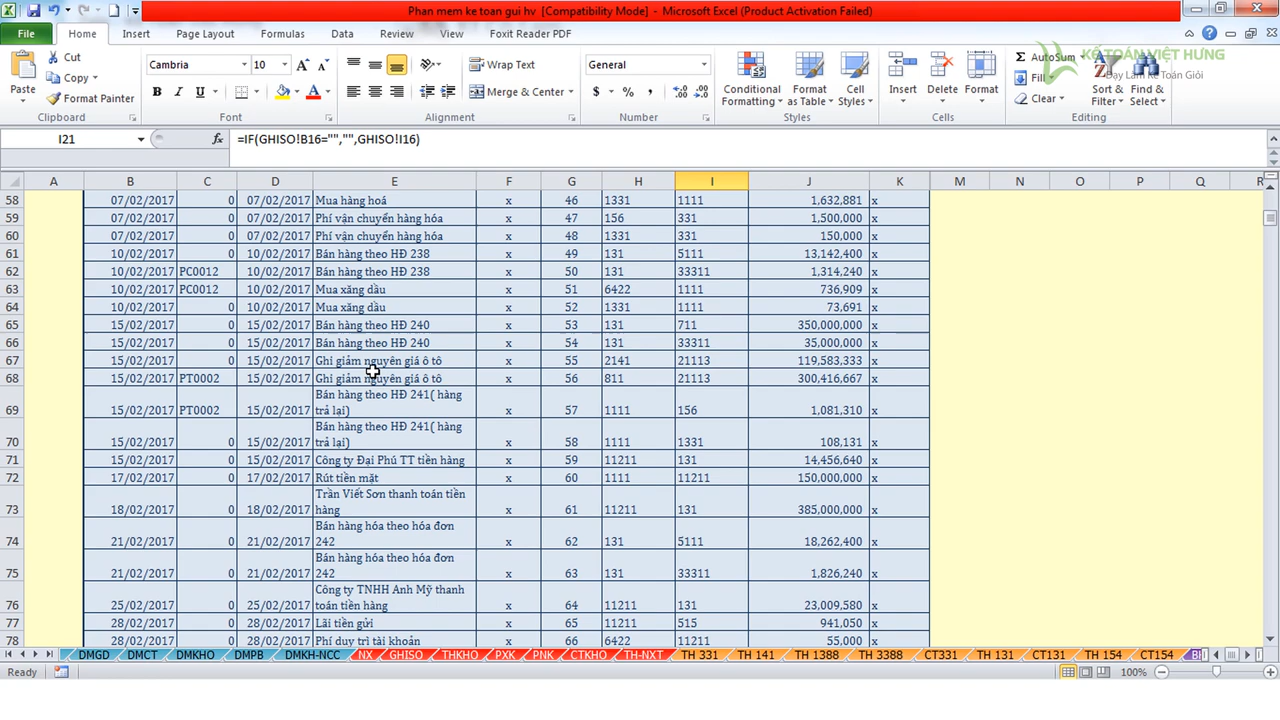 Phan mem ke toan gui hv [Compatibility Mode] - Microsoft Excel (Product Activation Failed)
File Home Insert Page Layout Formulas Data Review View Foxit Reader PDF
KẾ TOÁN VIỆT HƯNG
Dạy Làm Kế Toán Giỏi
Paste Cut Copy Format Painter
Cambria 10
B I U A
Wrap Text
Merge & Center
General
$ % ,
Conditional Formatting Format as Table Cell Styles
Insert Delete Format
AutoSum Fill Clear
Sort & Filter Find & Select
Clipboard Font Alignment Number Styles Cells Editing
I21 fx =IF(GHISO!B16="","",GHISO!I16)
A B C D E F G H I J K M N O P Q R
58 07/02/2017 0 07/02/2017 Mua hàng hoá x 46 1331 1111 1,632,881 x
59 07/02/2017 0 07/02/2017 Phí vận chuyển hàng hóa x 47 156 331 1,500,000 x
60 07/02/2017 0 07/02/2017 Phí vận chuyển hàng hóa x 48 1331 331 150,000 x
61 10/02/2017 0 10/02/2017 Bán hàng theo HĐ 238 x 49 131 5111 13,142,400 x
62 10/02/2017 PC0012 10/02/2017 Bán hàng theo HĐ 238 x 50 131 33311 1,314,240 x
63 10/02/2017 PC0012 10/02/2017 Mua xăng dầu x 51 6422 1111 736,909 x
64 10/02/2017 0 10/02/2017 Mua xăng dầu x 52 1331 1111 73,691 x
65 15/02/2017 0 15/02/2017 Bán hàng theo HĐ 240 x 53 131 711 350,000,000 x
66 15/02/2017 0 15/02/2017 Bán hàng theo HĐ 240 x 54 131 33311 35,000,000 x
67 15/02/2017 0 15/02/2017 Ghi giảm nguyên giá ô tô x 55 2141 21113 119,583,333 x
68 15/02/2017 PT0002 15/02/2017 Ghi giảm nguyên giá ô tô x 56 811 21113 300,416,667 x
69 15/02/2017 PT0002 15/02/2017 Bán hàng theo HĐ 241( hàng trả lại) x 57 1111 156 1,081,310 x
70 15/02/2017 0 15/02/2017 Bán hàng theo HĐ 241( hàng trả lại) x 58 1111 1331 108,131 x
71 15/02/2017 0 15/02/2017 Công ty Đại Phú TT tiền hàng x 59 11211 131 14,456,640 x
72 17/02/2017 0 17/02/2017 Rút tiền mặt x 60 1111 11211 150,000,000 x
73 18/02/2017 0 18/02/2017 Trần Viết Sơn thanh toán tiền hàng x 61 11211 131 385,000,000 x
74 21/02/2017 0 21/02/2017 Bán hàng hóa theo hóa đơn 242 x 62 131 5111 18,262,400 x
75 21/02/2017 0 21/02/2017 Bán hàng hóa theo hóa đơn 242 x 63 131 33311 1,826,240 x
76 25/02/2017 0 25/02/2017 Công ty TNHH Anh Mỹ thanh toán tiền hàng x 64 11211 131 23,009,580 x
77 28/02/2017 0 28/02/2017 Lãi tiền gửi x 65 11211 515 941,050 x
78 28/02/2017 0 28/02/2017 Phí duy trì tài khoản x 66 6422 11211 55,000 x
DMGD DMCT DMKHO DMPB DMKH-NCC NX GHISO THKHO PXK PNK CTKHO TH-NXT TH 331 TH 141 TH 1388 TH 3388 CT331 TH 131 CT131 TH 154 CT154
Ready 100%